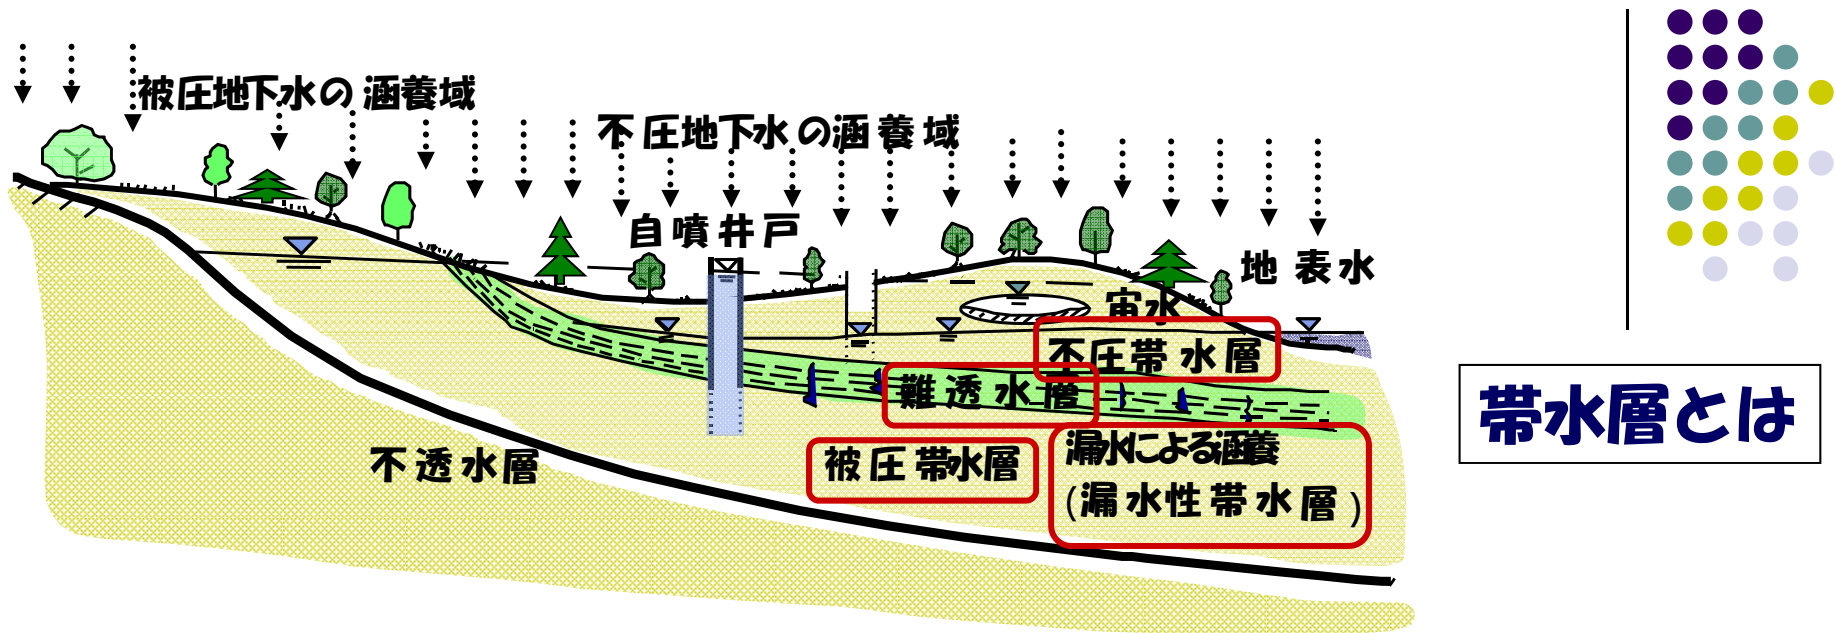 被圧地下水の涵養域
不圧地下水の涵養域
自噴井戸
地表水
宙水
不圧帯水層
難透水層
帯水層とは
漏水による涵養
被圧帯水層
不透水層
(漏水性帯水層)